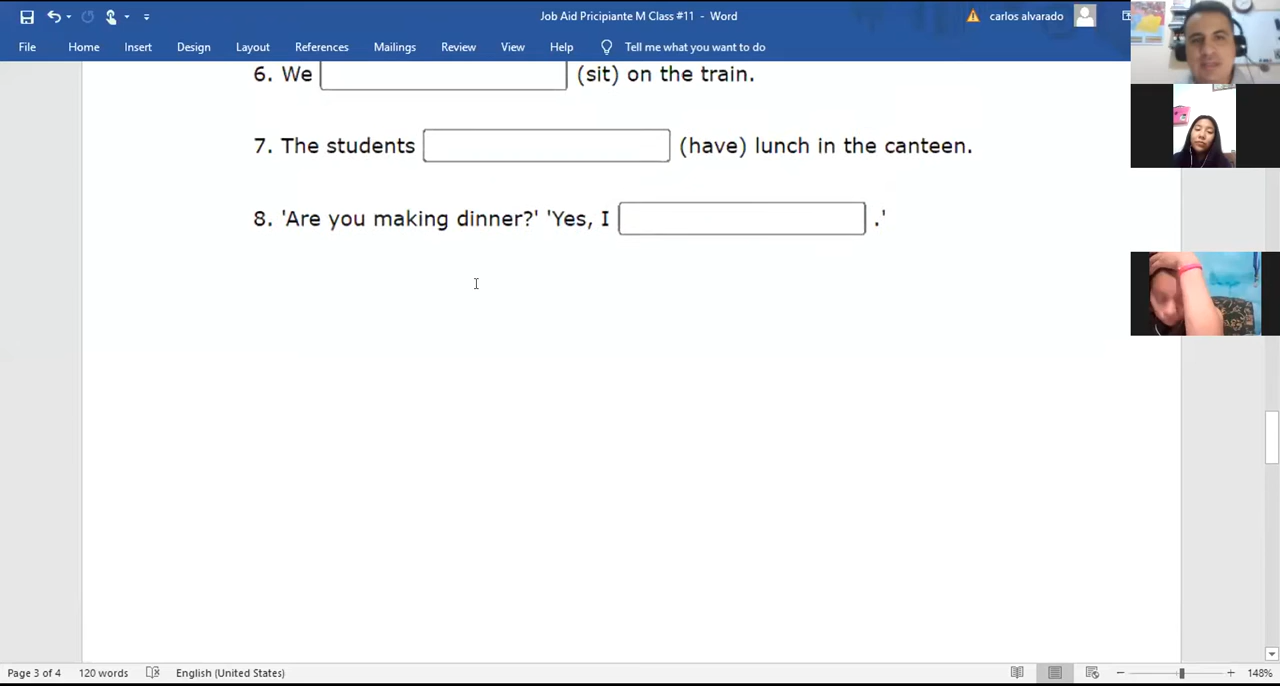 Job Aid Pricipiante M Class #11 - Word
carlos alvarado
File Home Insert Design Layout References Mailings Review View Help Tell me what you want to do
6. We (sit) on the train.
7. The students (have) lunch in the canteen.
8. 'Are you making dinner?' 'Yes, I .'
Page 3 of 4 120 words English (United States) 148%